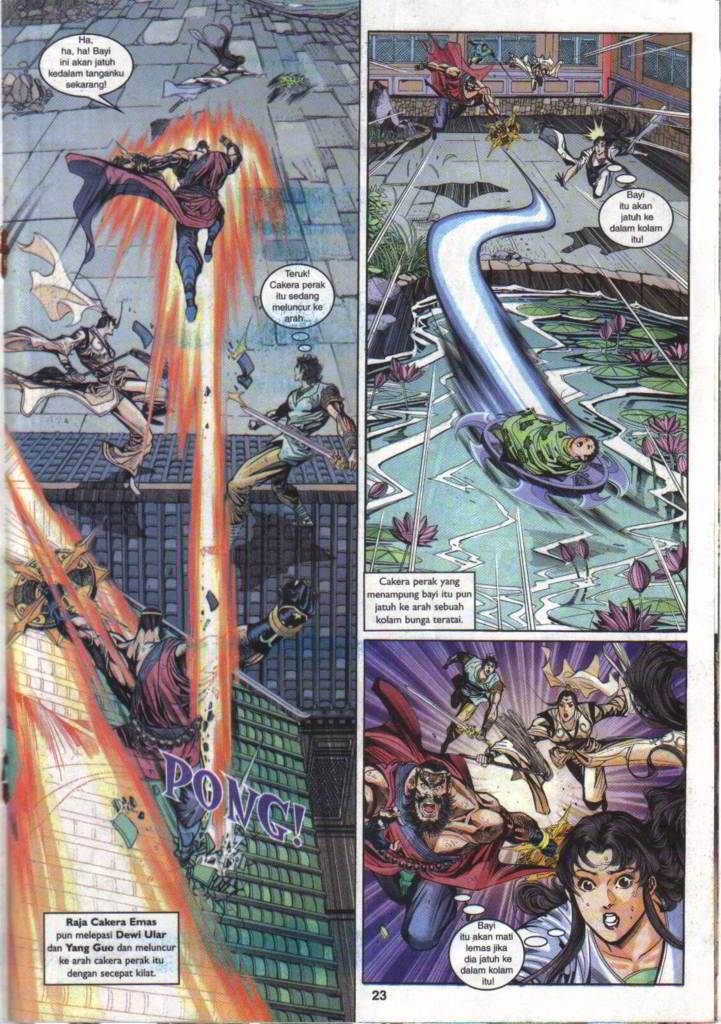 Ha,
ha, ha! Bayi
ini akan jatuh
kedalam tanganku
sekarang!
Teruk!
Cakera perak
itu sedang
meluncur ke
arah...
PONG!
Raja Cakera Emas
pun melepasi Dewi Ular
dan Yang Guo dan meluncur
ke arah cakera perak itu
dengan secepat kilat.
Bayi
itu akan
jatuh ke
dalam kolam
itu!
Cakera perak yang
menampung bayi itu pun
jatuh ke arah sebuah
kolam bunga teratai.
Bayi
itu akan mati
lemas jika
dia jatuh ke
dalam kolam
itu!
23